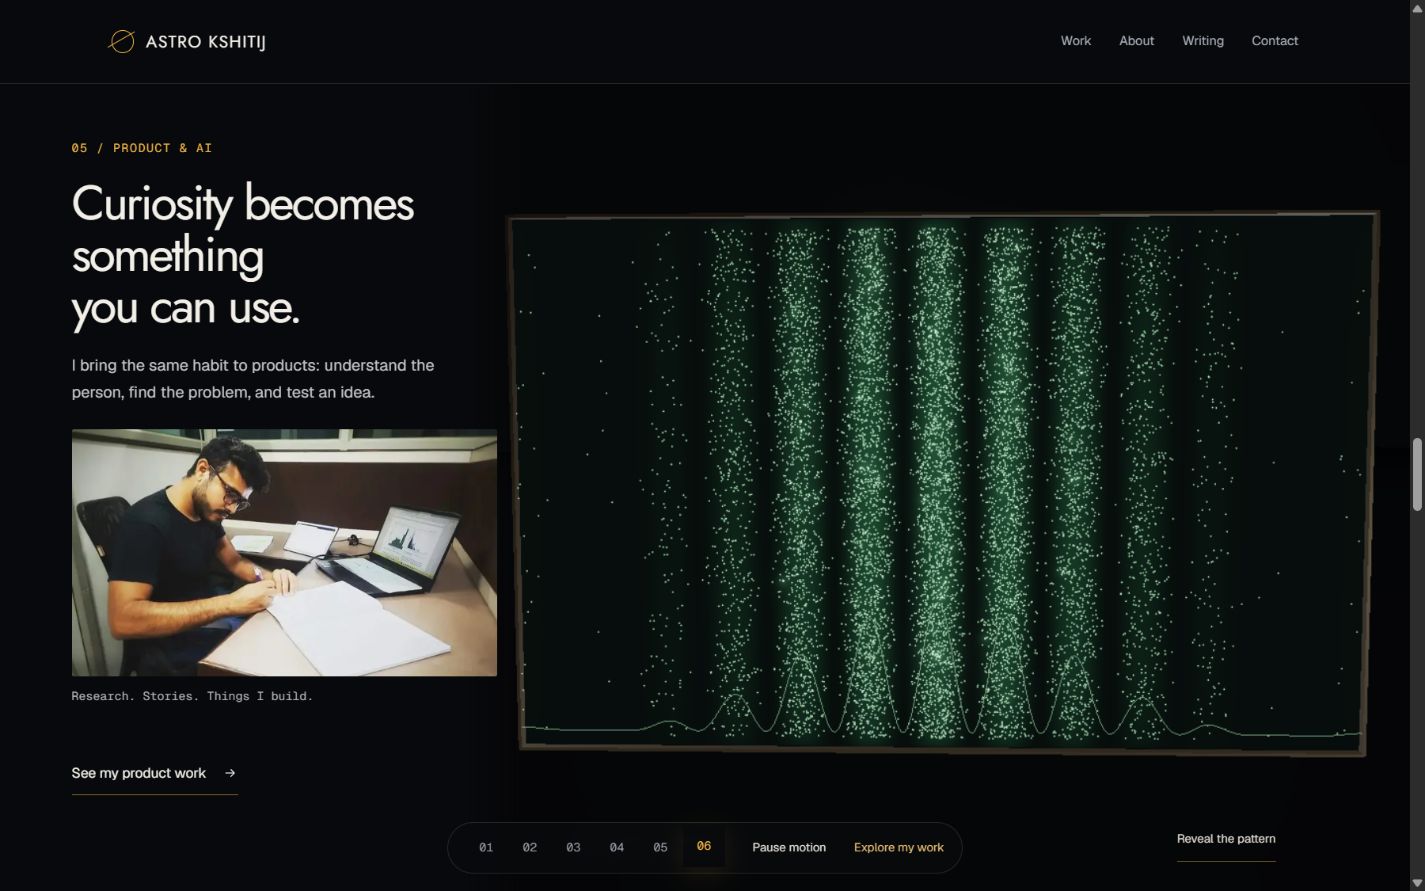 ASTRO KSHITIJ
Work
About
Writing
Contact
05 / PRODUCT & AI
Curiosity becomes
something
you can use.
I bring the same habit to products: understand the
person, find the problem, and test an idea.
Research. Stories. Things I build.
See my product work →
01 02 03 04 05 06 Pause motion Explore my work
Reveal the pattern